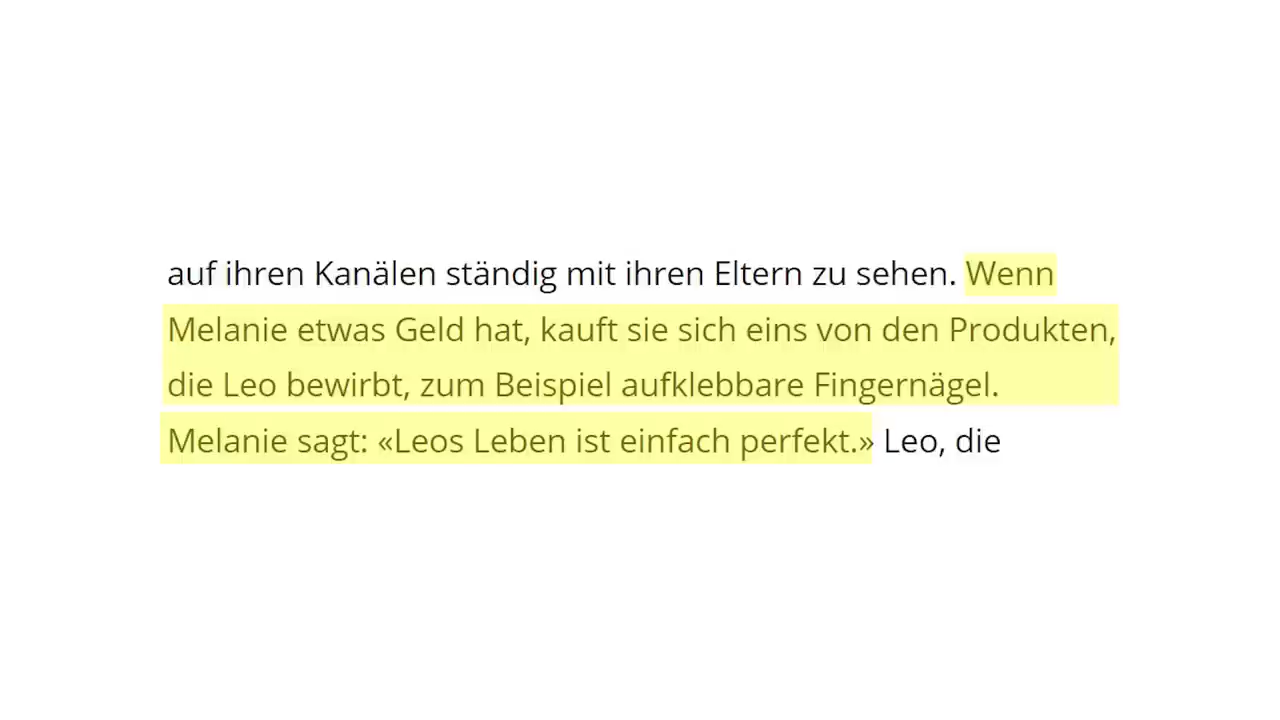 auf ihren Kanälen ständig mit ihren Eltern zu sehen. Wenn
Melanie etwas Geld hat, kauft sie sich eins von den Produkten,
die Leo bewirbt, zum Beispiel aufklebbare Fingernägel.
Melanie sagt: «Leos Leben ist einfach perfekt.» Leo, die